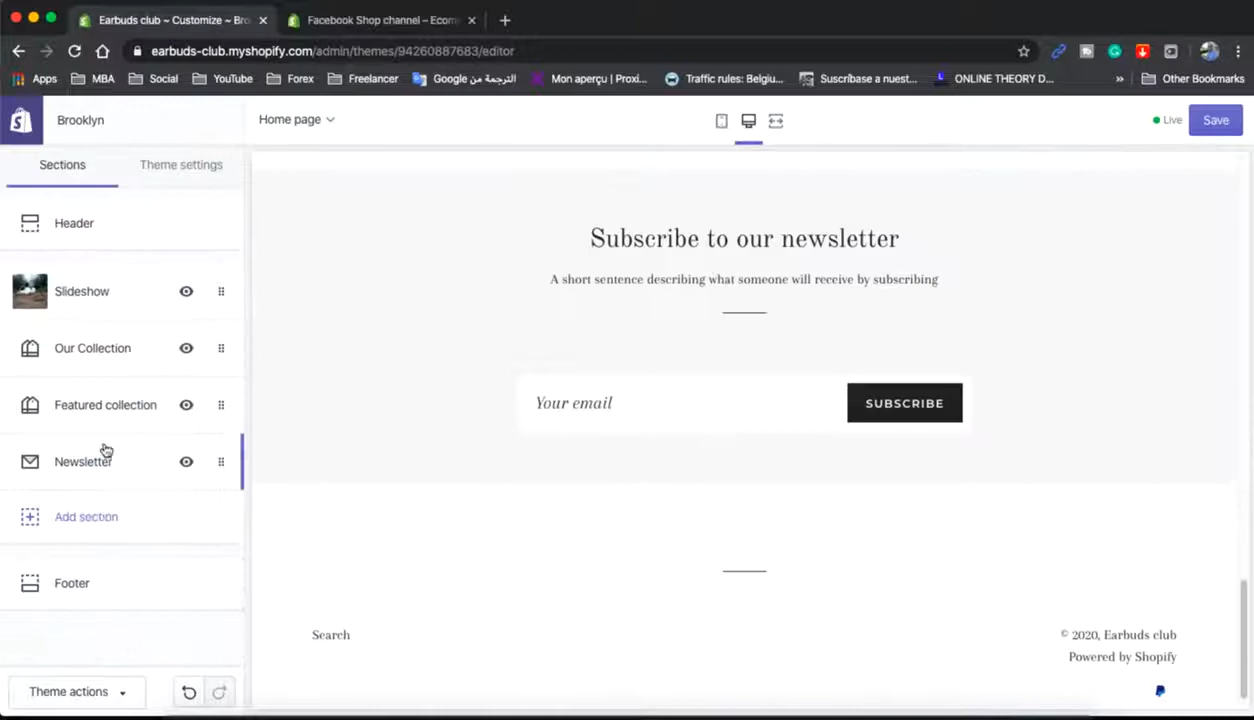 Earbuds club ~ Customize ~ Bro
Facebook Shop channel – Ecom
earbuds-club.myshopify.com/admin/themes/94260887683/editor
Apps
MBA
Social
YouTube
Forex
Freelancer
الترجمة من Google
Mon aperçu | Proxi...
Traffic rules: Belgiu...
Suscríbase a nuest...
ONLINE THEORY D...
»
Other Bookmarks
Brooklyn
Home page
Live
Save
Sections
Theme settings
Header
Slideshow
Our Collection
Featured collection
Newsletter
Add section
Footer
Theme actions
Subscribe to our newsletter
A short sentence describing what someone will receive by subscribing
Your email
SUBSCRIBE
Search
© 2020, Earbuds club
Powered by Shopify